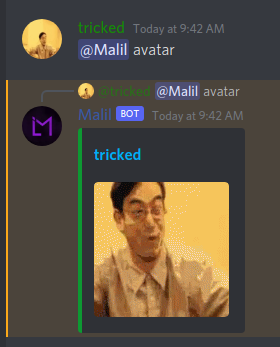 tricked Today at 9:42 AM
@Malil avatar
@tricked @Malil avatar
Malil BOT Today at 9:42 AM
tricked